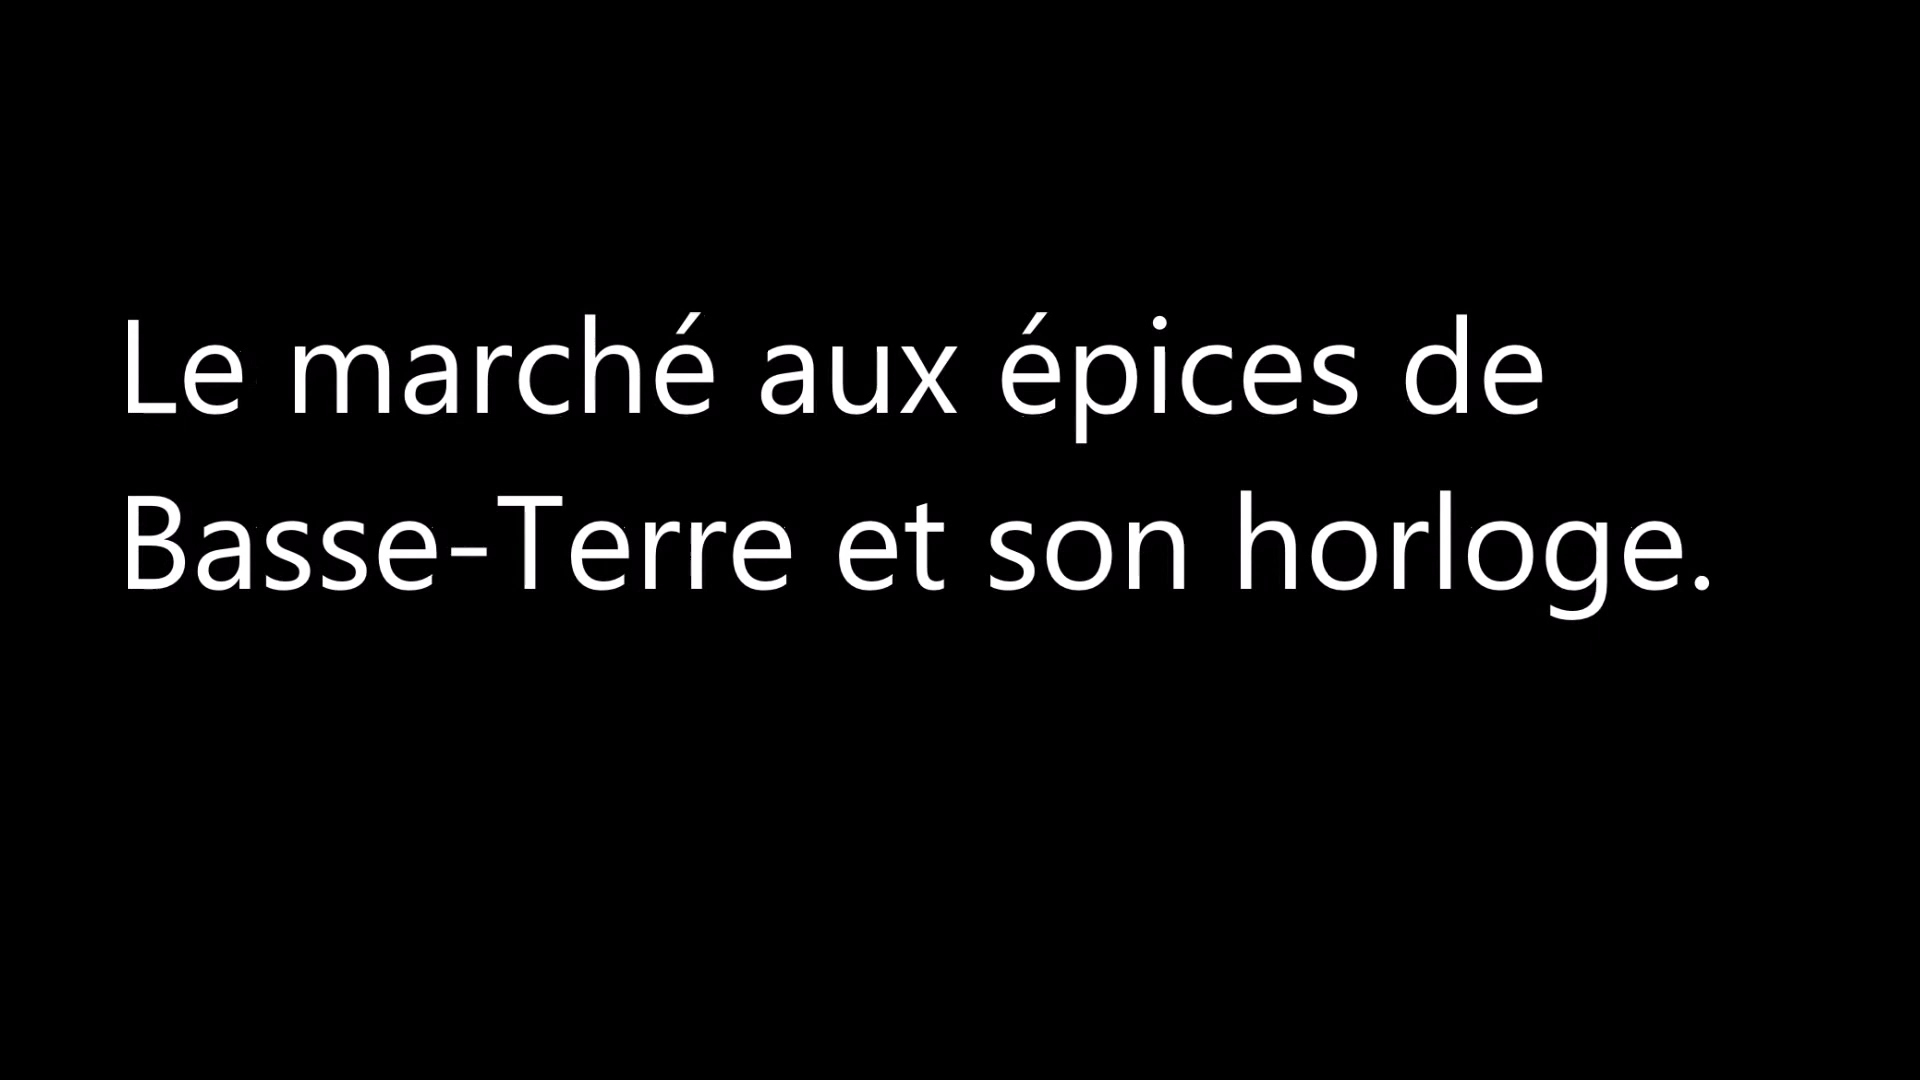 Le marché aux épices de
Basse-Terre et son horloge.